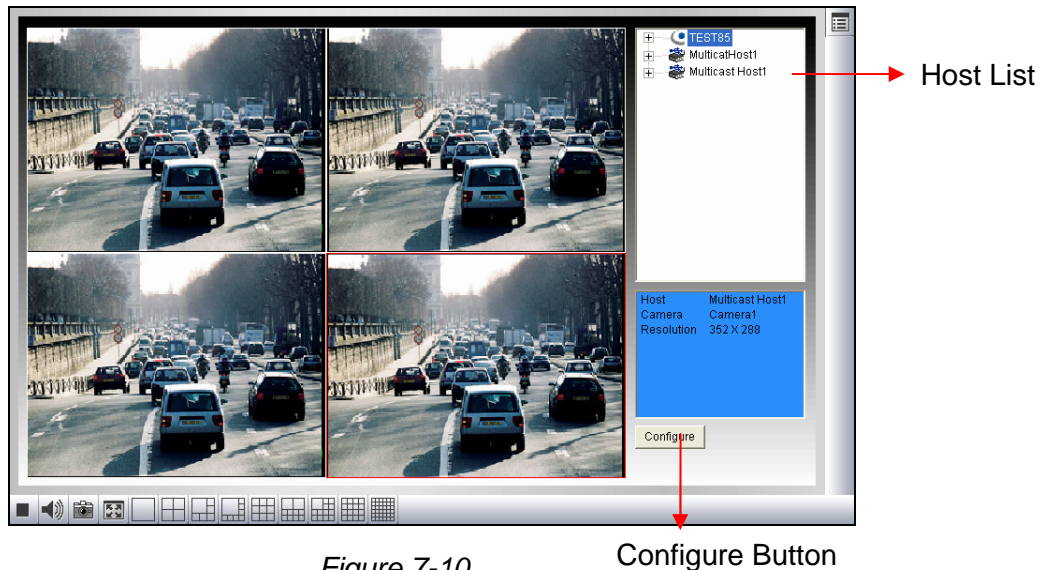 TEST85
MulticatHost1
Multicast Host1
Host List
Host Multicast Host1
Camera Camera1
Resolution 352 X 288
Configure
Configure Button
Figure 7-10